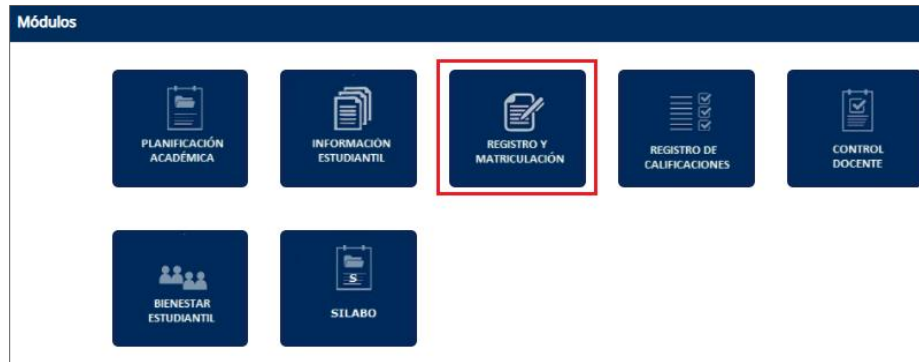 Módulos
PLANIFICACIÓN
ACADÉMICA
INFORMACIÓN
ESTUDIANTIL
REGISTRO Y
MATRICULACIÓN
REGISTRO DE
CALIFICACIONES
CONTROL
DOCENTE
BIENESTAR
ESTUDIANTIL
S
SILABO